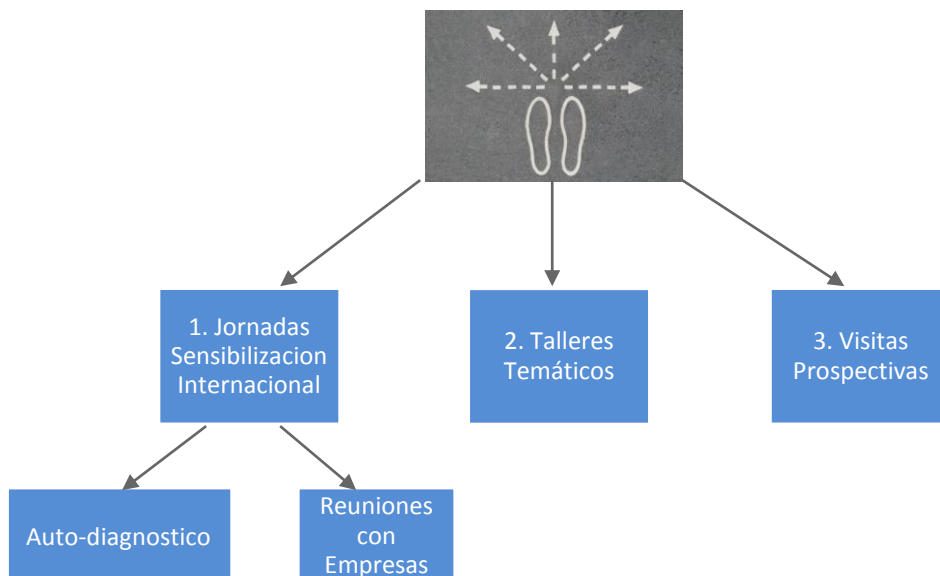 1. Jornadas
Sensibilizacion
Internacional
2. Talleres
Temáticos
3. Visitas
Prospectivas
Auto-diagnostico
Reuniones
con
Empresas